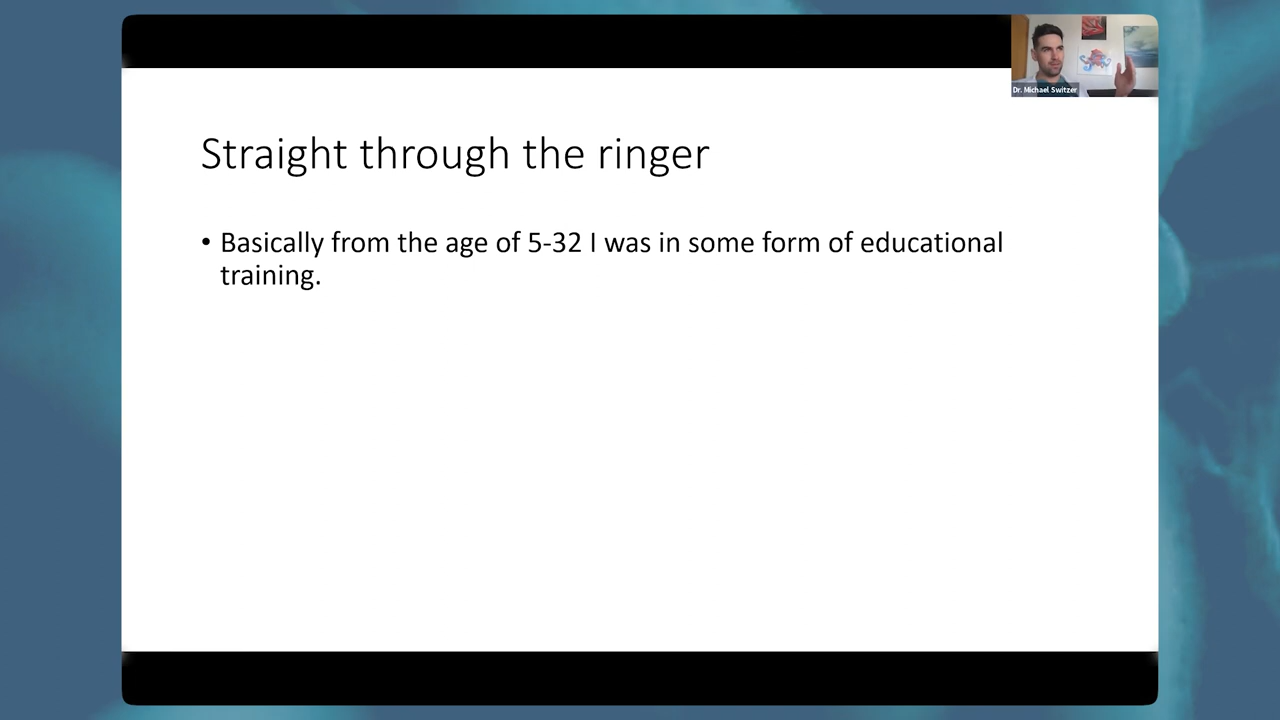 Dr. Michael Switzer
Straight through the ringer
• Basically from the age of 5-32 I was in some form of educational
training.